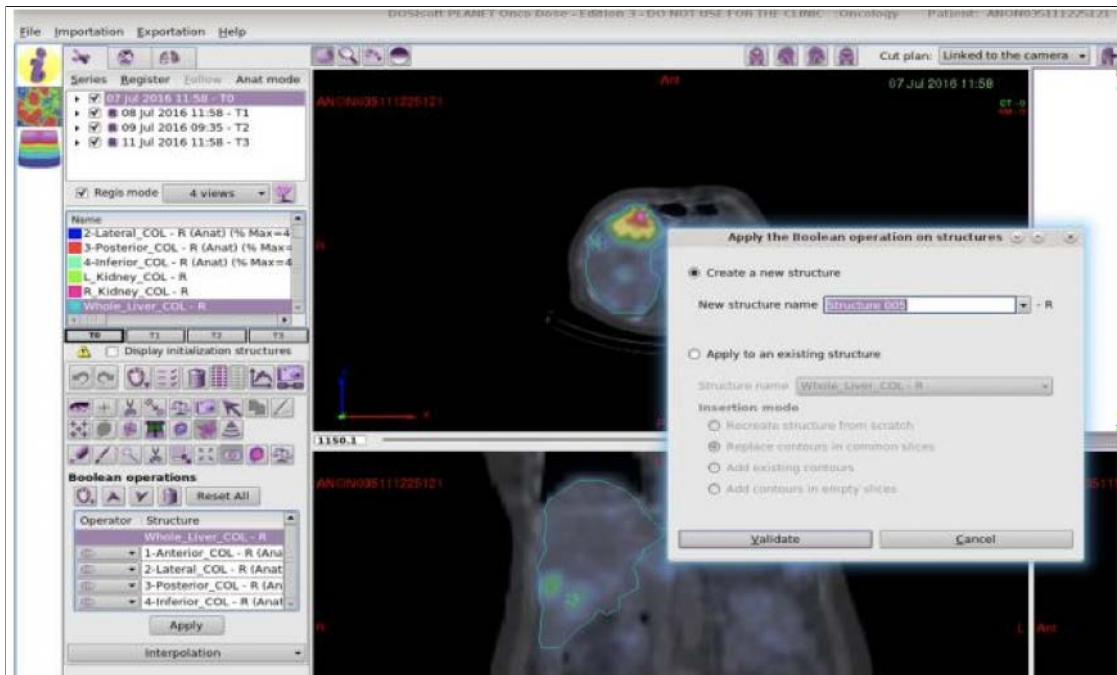 DOSIsoft PLANET Onco Dose - Edition 3 - DO NOT USE FOR THE CLINIC :Oncology Patient: ANON035111225121
File Importation Exportation Help
Cut plan: Linked to the camera
Series Register Follow Anat mode
07 Jul 2016 11:58 - T0
08 Jul 2016 11:58 - T1
09 Jul 2016 09:35 - T2
11 Jul 2016 11:58 - T3
Regis mode 4 views
Name
2-Lateral_COL - R (Anat) (% Max=4
3-Posterior_COL - R (Anat) (% Max=
4-Inferior_COL - R (Anat) (% Max=4
L_Kidney_COL - R
R_Kidney_COL - R
Whole_Liver_COL - R
T0 T1 T2 T3
Display initialization structures
Boolean operations
Reset All
Operator Structure
Whole_Liver_COL - R
1-Anterior_COL - R (Ana
2-Lateral_COL - R (Anat
3-Posterior_COL - R (An
4-Inferior_COL - R (Anat
Apply
Interpolation
ANON035111225121
Ant
07 Jul 2016 11:58
R
X
1150.1
ANON035111225121
R
L
Ant
Apply the Boolean operation on structures
Create a new structure
New structure name Structure 005 - R
Apply to an existing structure
Structure name Whole_Liver_COL - R
Insertion mode
Recreate structure from scratch
Replace contours in common slices
Add existing contours
Add contours in empty slices
Validate Cancel